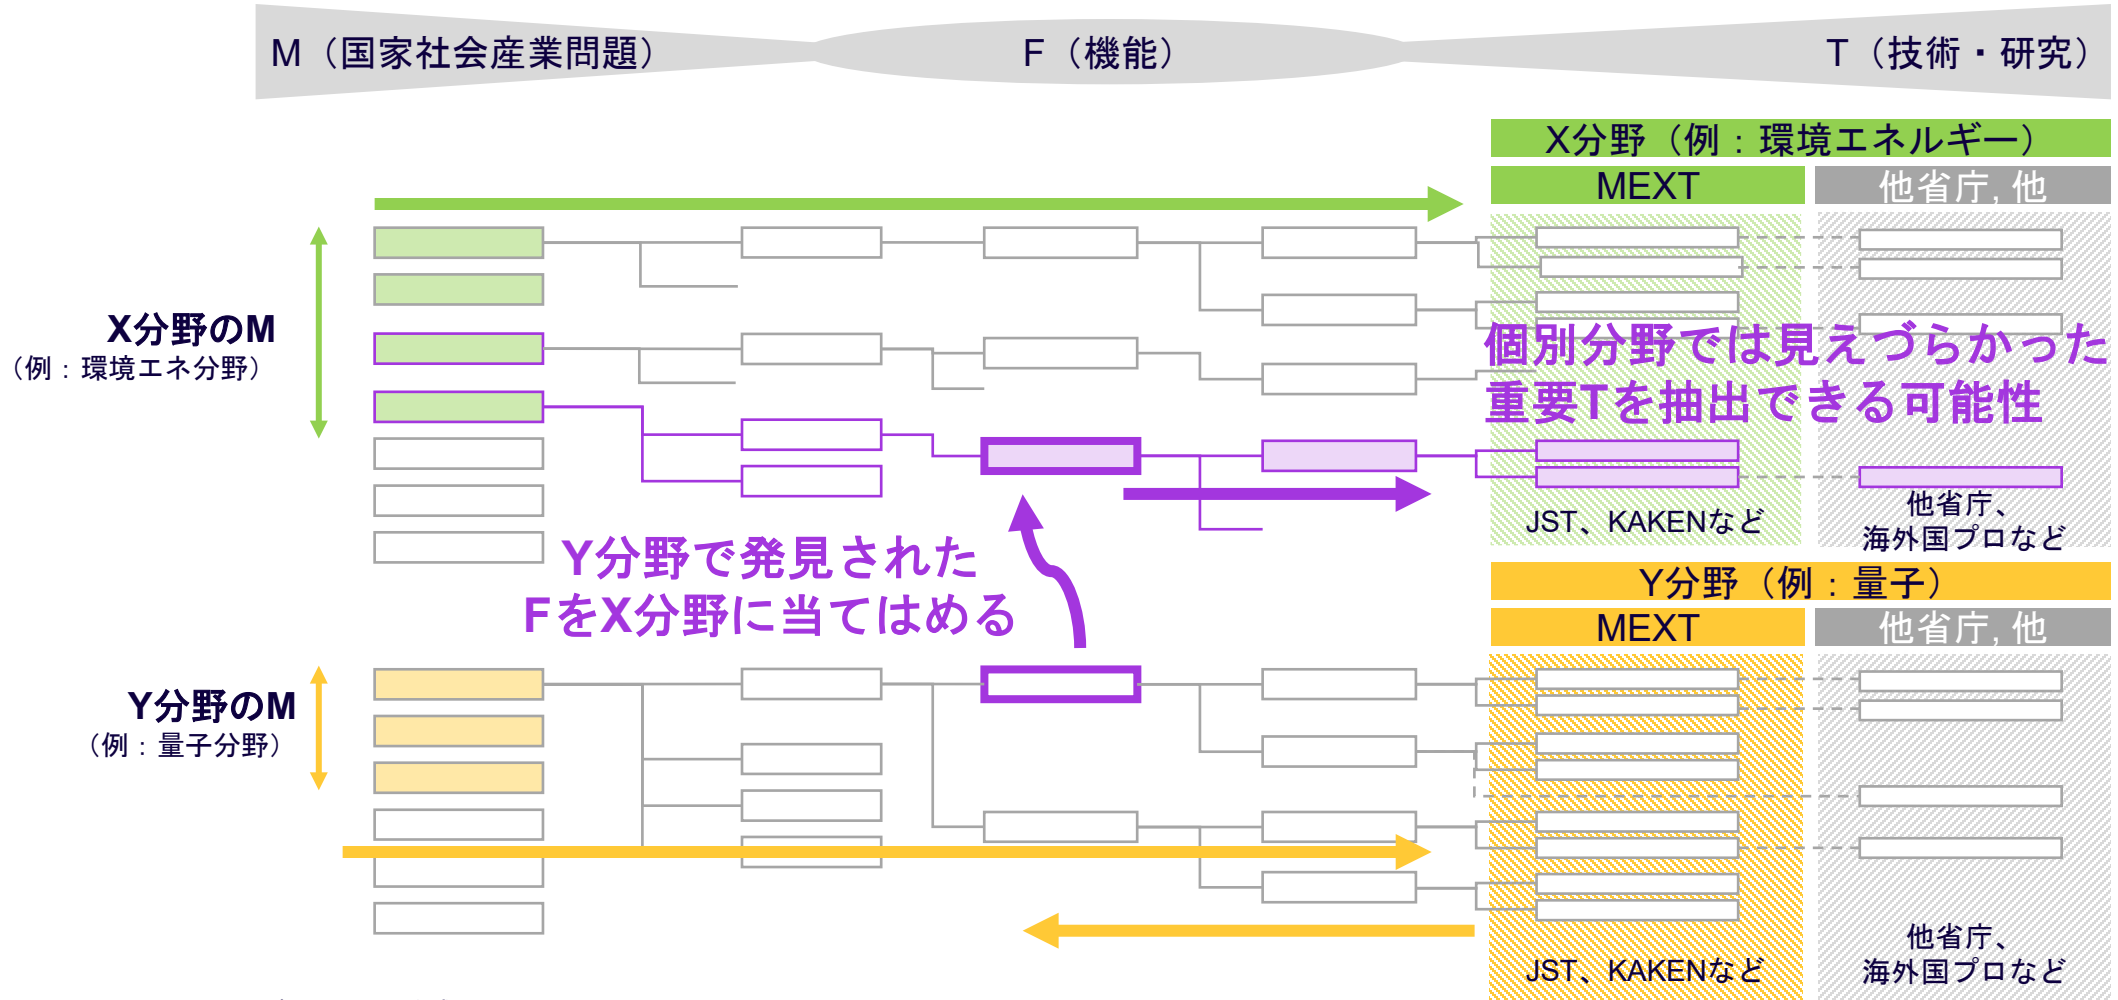 M（国家社会産業問題）
F（機能）
T（技術・研究）
X分野（例：環境エネルギー）
MEXT
他省庁, 他
X分野のM
（例：環境エネ分野）
個別分野では見えづらかった
重要Tを抽出できる可能性
JST、KAKENなど
他省庁、
海外国プロなど
Y分野で発見された
FをX分野に当てはめる
Y分野（例：量子）
MEXT
他省庁, 他
Y分野のM
（例：量子分野）
JST、KAKENなど
他省庁、
海外国プロなど